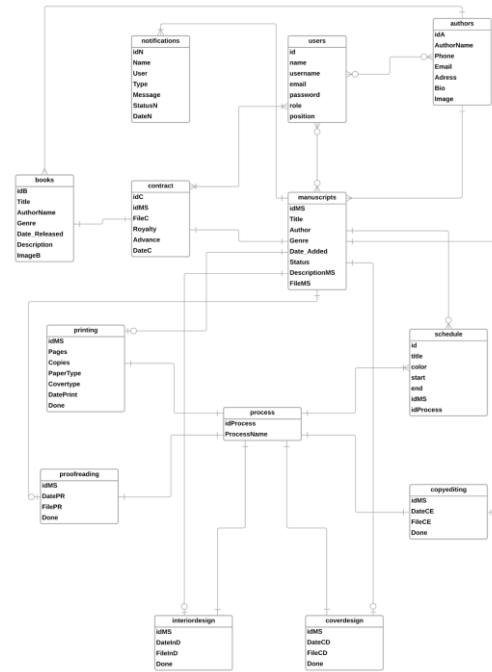 notifications
idN
Name
User
Type
Message
StatusN
DateN
users
id
name
username
email
password
role
position
authors
idA
AuthorName
Phone
Email
Adress
Bio
Image
books
idB
Title
AuthorName
Genre
Date_Released
Description
ImageB
contract
idC
idMS
FileC
Royalty
Advance
DateC
manuscripts
idMS
Title
Author
Genre
Date_Added
Status
DescriptionMS
FileMS
printing
idMS
Pages
Copies
PaperType
Covertype
DatePrint
Done
schedule
id
title
color
start
end
idMS
idProcess
process
idProcess
ProcessName
proofreading
idMS
DatePR
FilePR
Done
copyediting
idMS
DateCE
FileCE
Done
interiordesign
idMS
DateInD
FileInD
Done
coverdesign
idMS
DateCD
FileCD
Done